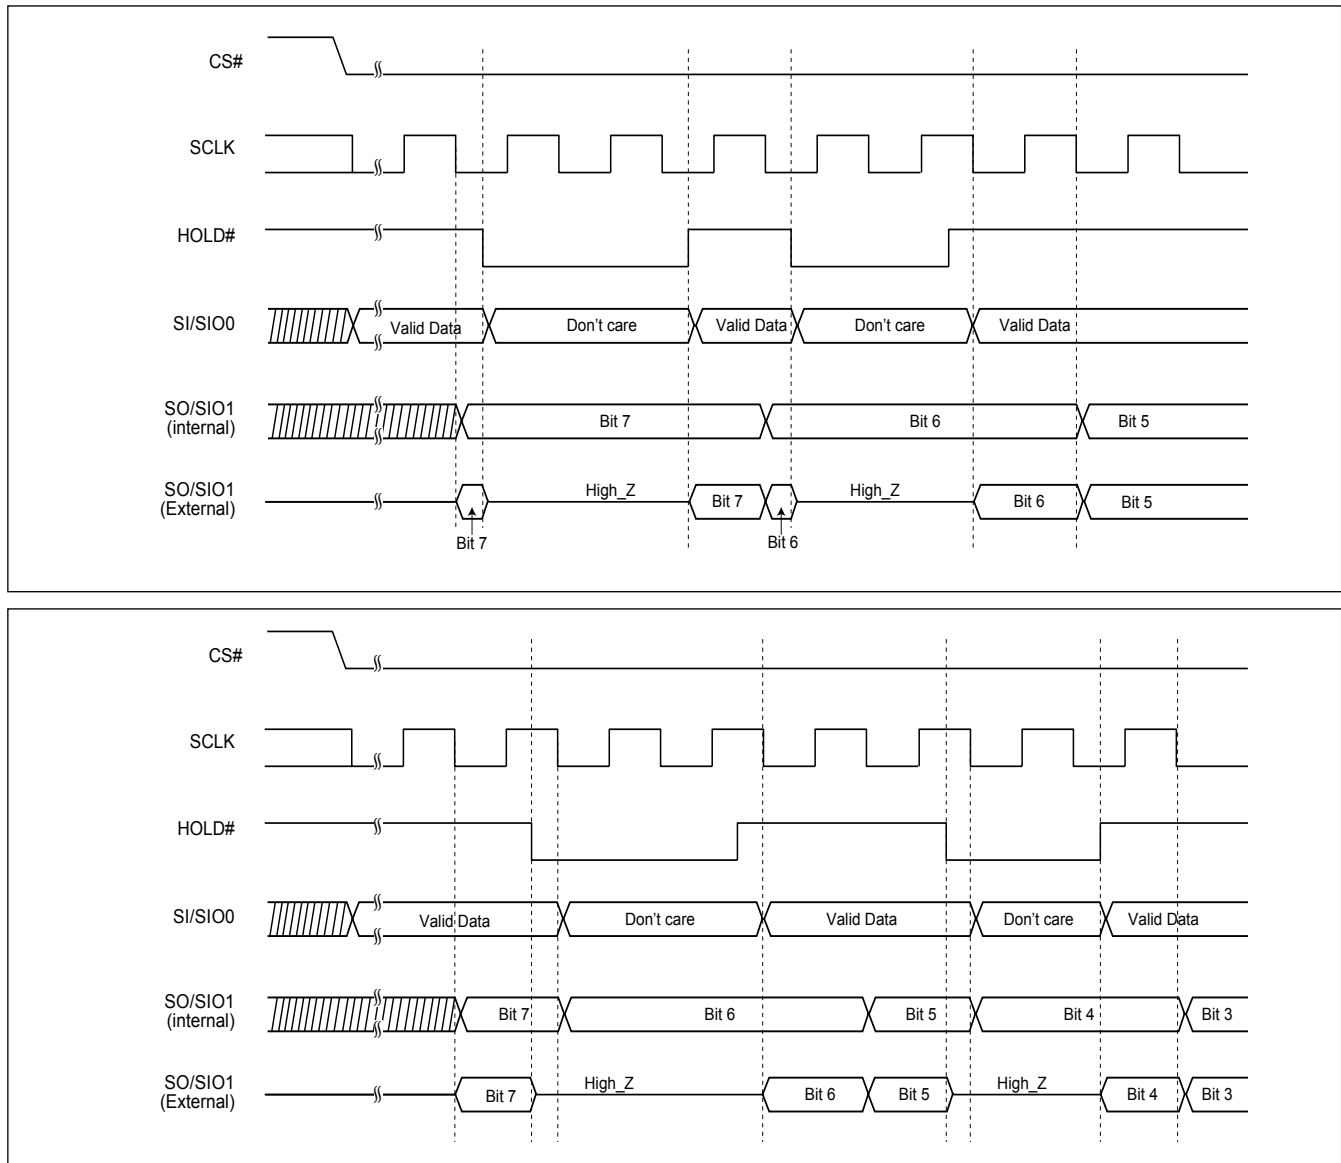 CS#
SCLK
HOLD#
SI/SIO0
Valid Data
Don't care
Valid Data
Don't care
Valid Data
SO/SIO1
(internal)
Bit 7
Bit 6
Bit 5
SO/SIO1
(External)
High_Z
Bit 7
High_Z
Bit 6
Bit 5
Bit 7
Bit 6
CS#
SCLK
HOLD#
SI/SIO0
Valid Data
Don't care
Valid Data
Don't care
Valid Data
SO/SIO1
(internal)
Bit 7
Bit 6
Bit 5
Bit 4
Bit 3
SO/SIO1
(External)
Bit 7
High_Z
Bit 6
Bit 5
High_Z
Bit 4
Bit 3